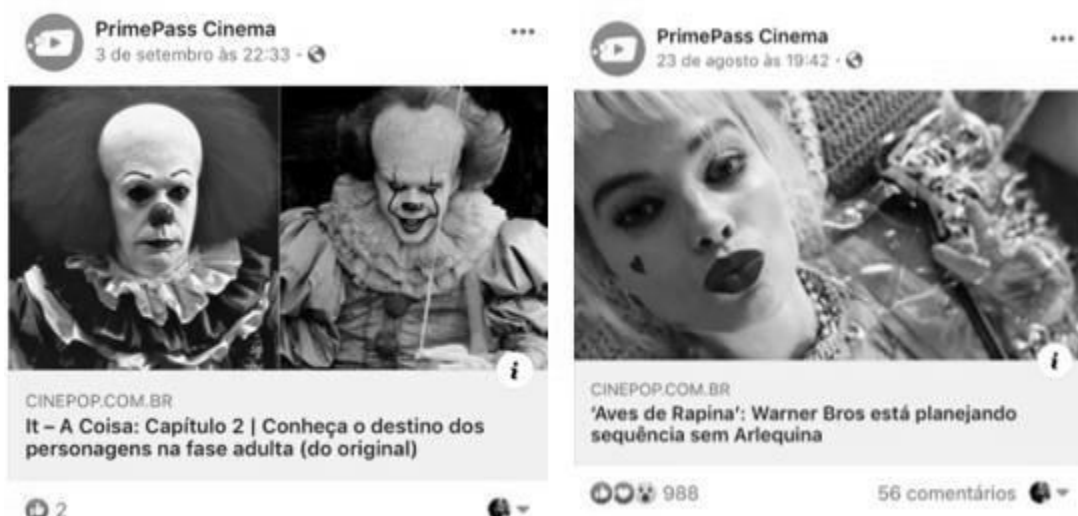 PrimePass Cinema
3 de setembro às 22:33 ·
CINEPOP.COM.BR
It – A Coisa: Capítulo 2 | Conheça o destino dos
personagens na fase adulta (do original)
2
PrimePass Cinema
23 de agosto às 19:42 ·
CINEPOP.COM.BR
‘Aves de Rapina’: Warner Bros está planejando
sequência sem Arlequina
988
56 comentários